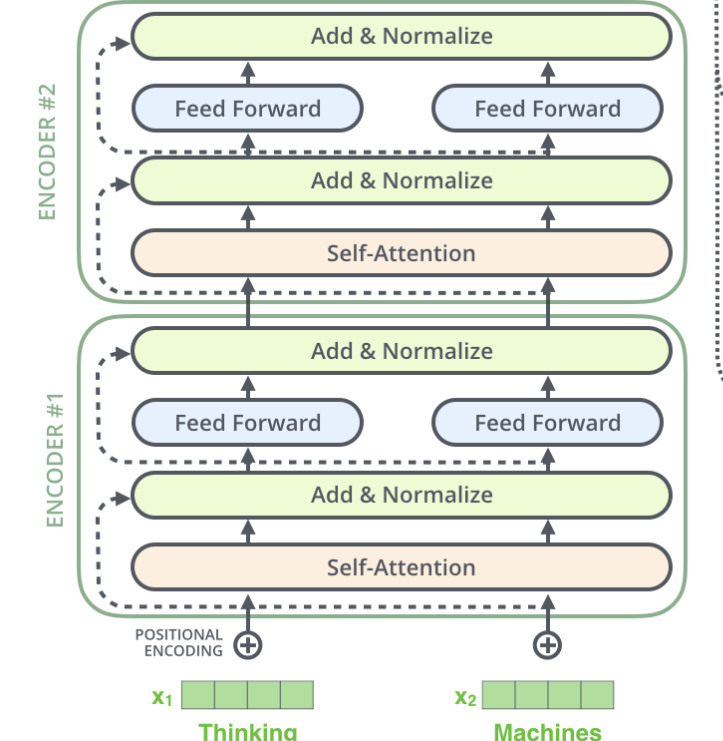 Add & Normalize
Feed Forward Feed Forward
ENCODER #2
Add & Normalize
Self-Attention
Add & Normalize
Feed Forward Feed Forward
ENCODER #1
Add & Normalize
Self-Attention
POSITIONAL
ENCODING
x₁ x₂
Thinking Machines